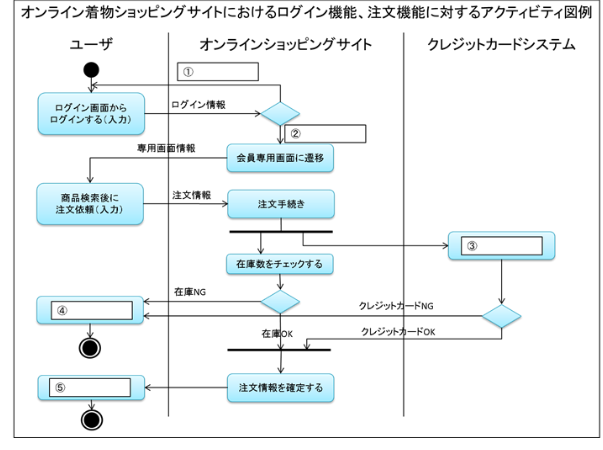 オンライン着物ショッピングサイトにおけるログイン機能、注文機能に対するアクティビティ図例
ユーザ
オンラインショッピングサイト
クレジットカードシステム
①
ログイン画面から
ログインする(入力)
ログイン情報
②
専用画面情報
会員専用画面に遷移
商品検索後に
注文依頼(入力)
注文情報
注文手続き
③
在庫数をチェックする
在庫NG
④
クレジットカードNG
在庫OK
クレジットカードOK
⑤
注文情報を確定する